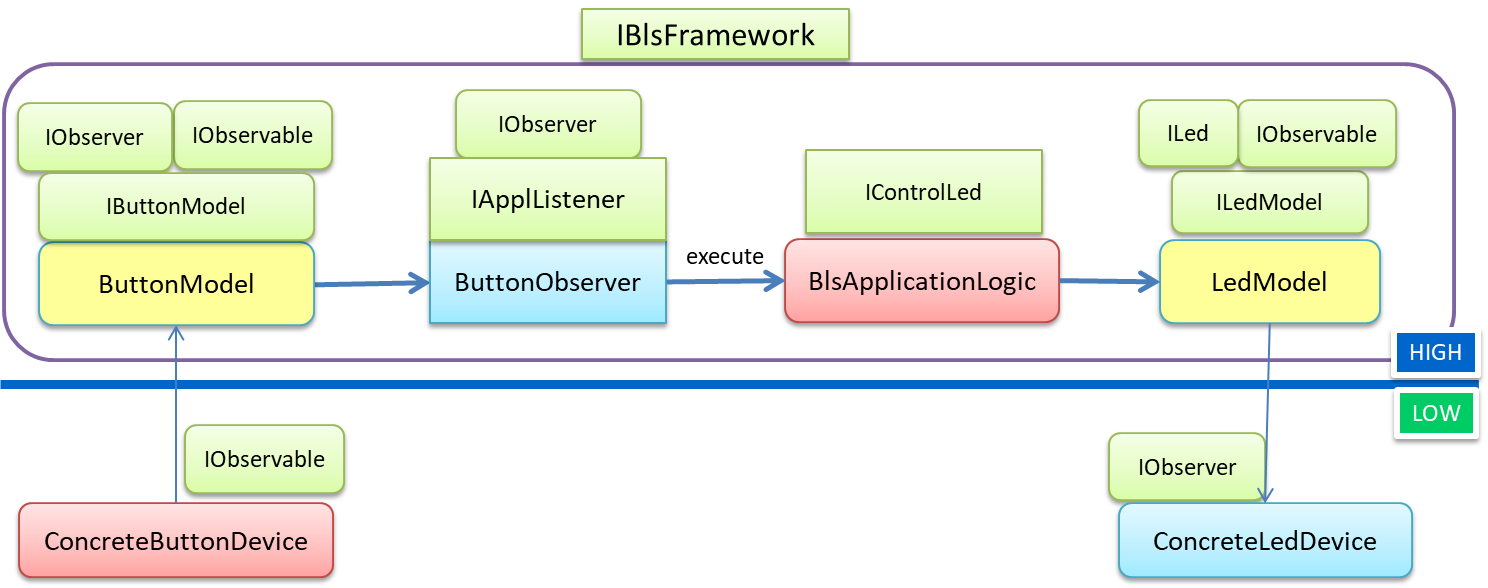 IBlsFramework
IObserver
IObservable
IButtonModel
ButtonModel
IObserver
IApplListener
ButtonObserver
execute
IControlLed
BlsApplicationLogic
ILed
IObservable
ILedModel
LedModel
HIGH
LOW
IObservable
ConcreteButtonDevice
IObserver
ConcreteLedDevice